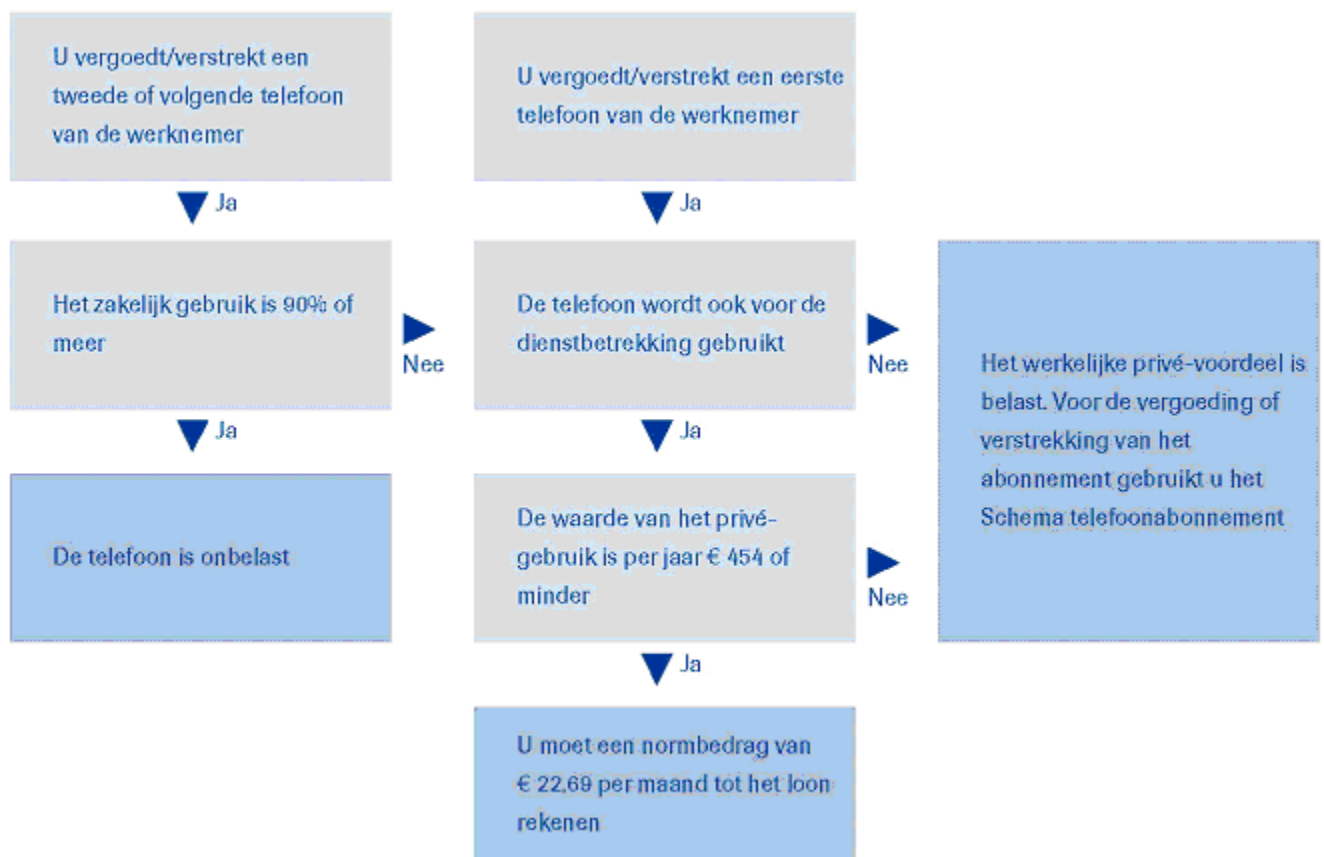 U vergoedt/verstrekt een
tweede of volgende telefoon
van de werknemer
U vergoedt/verstrekt een eerste
telefoon van de werknemer
Ja
Ja
Het zakelijk gebruik is 90% of
meer
Nee
De telefoon wordt ook voor de
dienstbetrekking gebruikt
Nee
Het werkelijke privé-voordeel is
belast. Voor de vergoeding of
verstrekking van het
abonnement gebruikt u het
Schema telefoonabonnement
Ja
Ja
De telefoon is onbelast
De waarde van het privé-
gebruik is per jaar € 454 of
minder
Nee
Ja
U moet een normbedrag van
€ 22,69 per maand tot het loon
rekenen